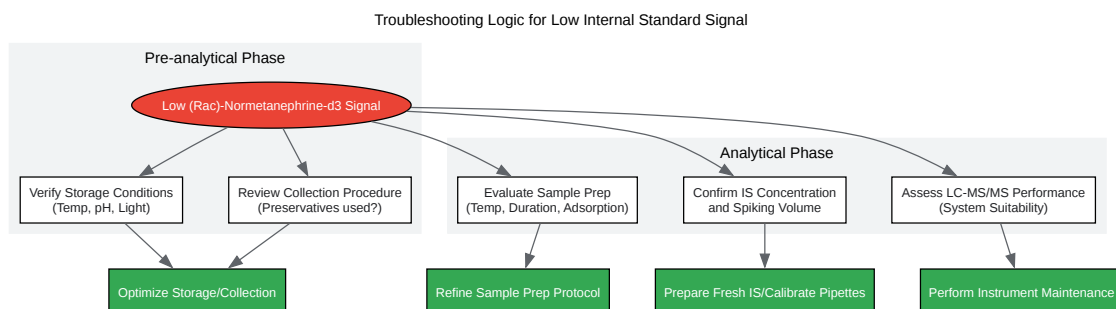 Troubleshooting Logic for Low Internal Standard Signal
Pre-analytical Phase
Low (Rac)-Normetanephrine-d3 Signal
Analytical Phase
Verify Storage Conditions
(Temp, pH, Light)
Review Collection Procedure
(Preservatives used?)
Evaluate Sample Prep
(Temp, Duration, Adsorption)
Confirm IS Concentration
and Spiking Volume
Assess LC-MS/MS Performance
(System Suitability)
Optimize Storage/Collection
Refine Sample Prep Protocol
Prepare Fresh IS/Calibrate Pipettes
Perform Instrument Maintenance